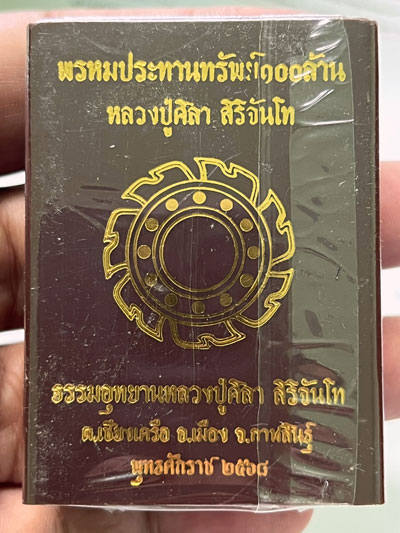 พรหมประทานทรัพย์๑๐๐ล้าน
หลวงปู่ศิลา สิริจันโท
ธรรมอุทยานหลวงปู่ศิลา สิริจันโท
ต.เชียงเครือ อ.เมือง จ.กาฬสินธุ์
พุทธศักราช ๒๕๖๘